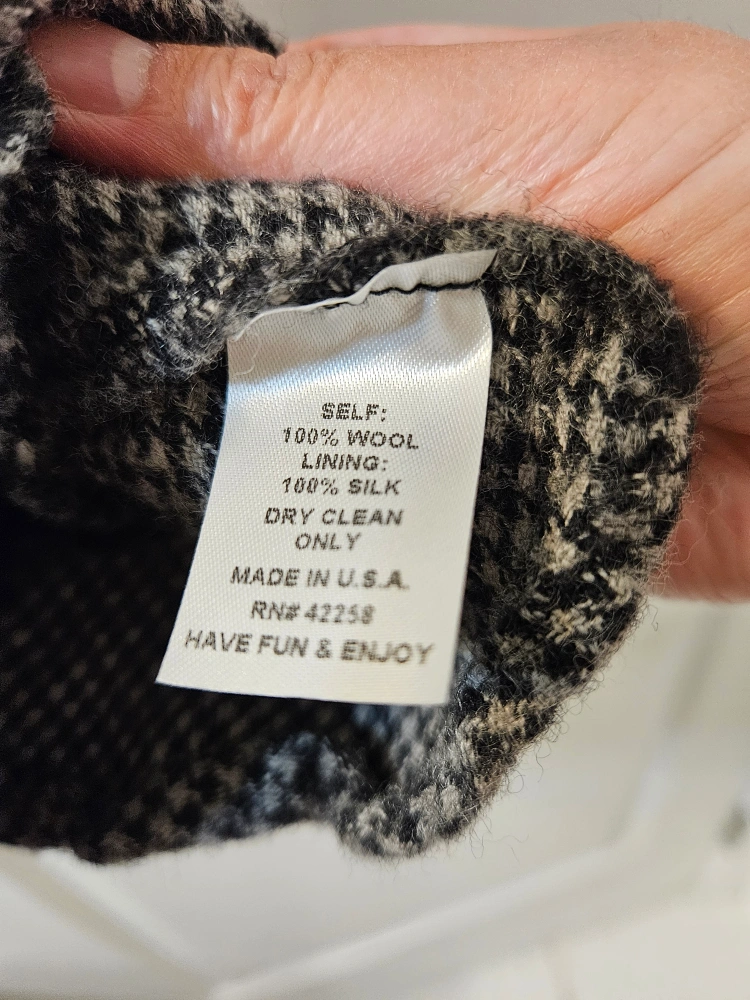 SELF:
100% WOOL
LINING:
100% SILK
DRY CLEAN
ONLY
MADE IN U.S.A.
RN# 42258
HAVE FUN & ENJOY